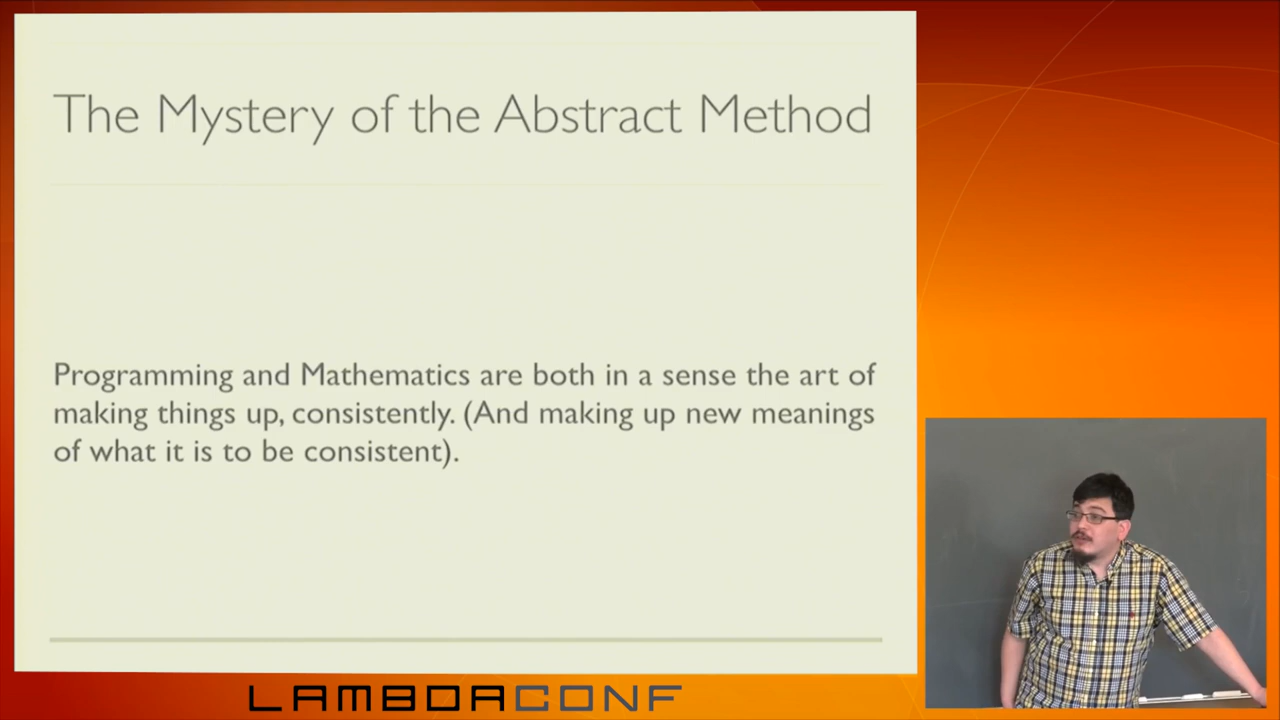 The Mystery of the Abstract Method
Programming and Mathematics are both in a sense the art of
making things up, consistently. (And making up new meanings
of what it is to be consistent).
LAMBDACONF